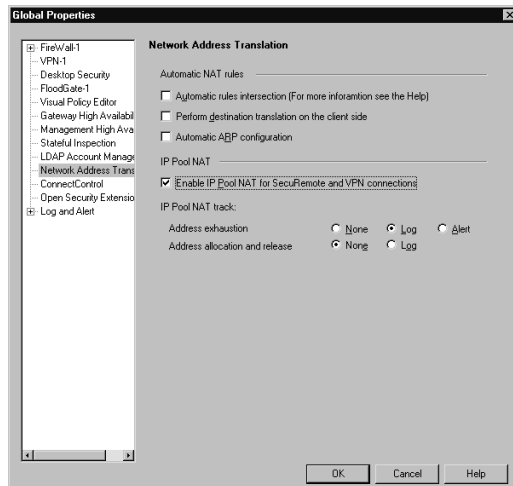 Global Properties
FireWall-1
VPN-1
Desktop Security
FloodGate-1
Visual Policy Editor
Gateway High Availabil
Management High Ava
Stateful Inspection
LDAP Account Manage
Network Address Trans
ConnectControl
Open Security Extensio
Log and Alert
Network Address Translation
Automatic NAT rules
Automatic rules intersection (For more inforamtion see the Help)
Perform destination translation on the client side
Automatic ARP configuration
IP Pool NAT
Enable IP Pool NAT for SecuRemote and VPN connections
IP Pool NAT track:
Address exhaustion None Log Alert
Address allocation and release None Log
OK Cancel Help